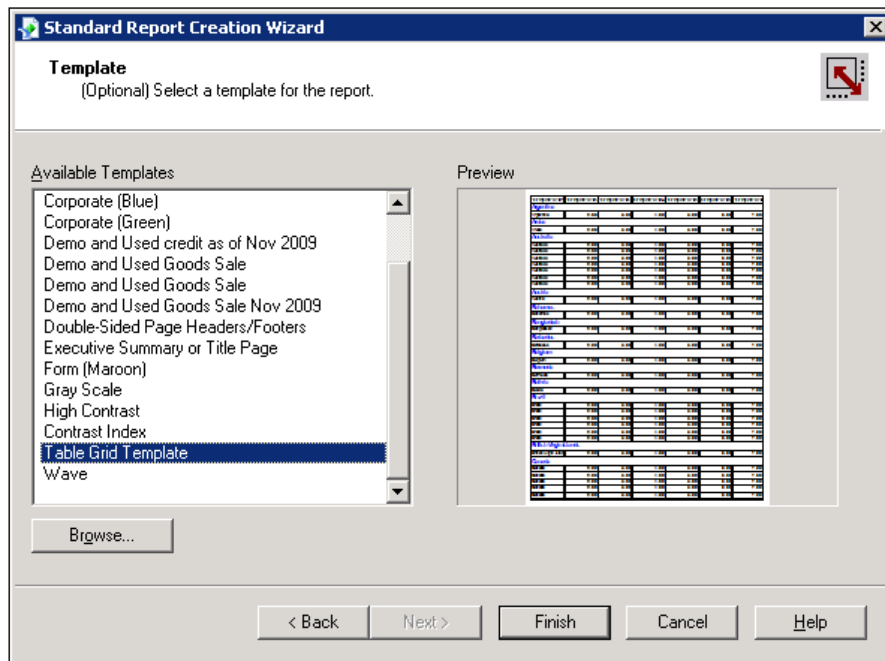 Standard Report Creation Wizard
Template
(Optional) Select a template for the report.
Available Templates
Preview
Corporate (Blue)
Corporate (Green)
Demo and Used credit as of Nov 2009
Demo and Used Goods Sale
Demo and Used Goods Sale
Demo and Used Goods Sale Nov 2009
Double-Sided Page Headers/Footers
Executive Summary or Title Page
Form (Maroon)
Gray Scale
High Contrast
Contrast Index
Table Grid Template
Wave
Browse...
< Back
Next >
Finish
Cancel
Help